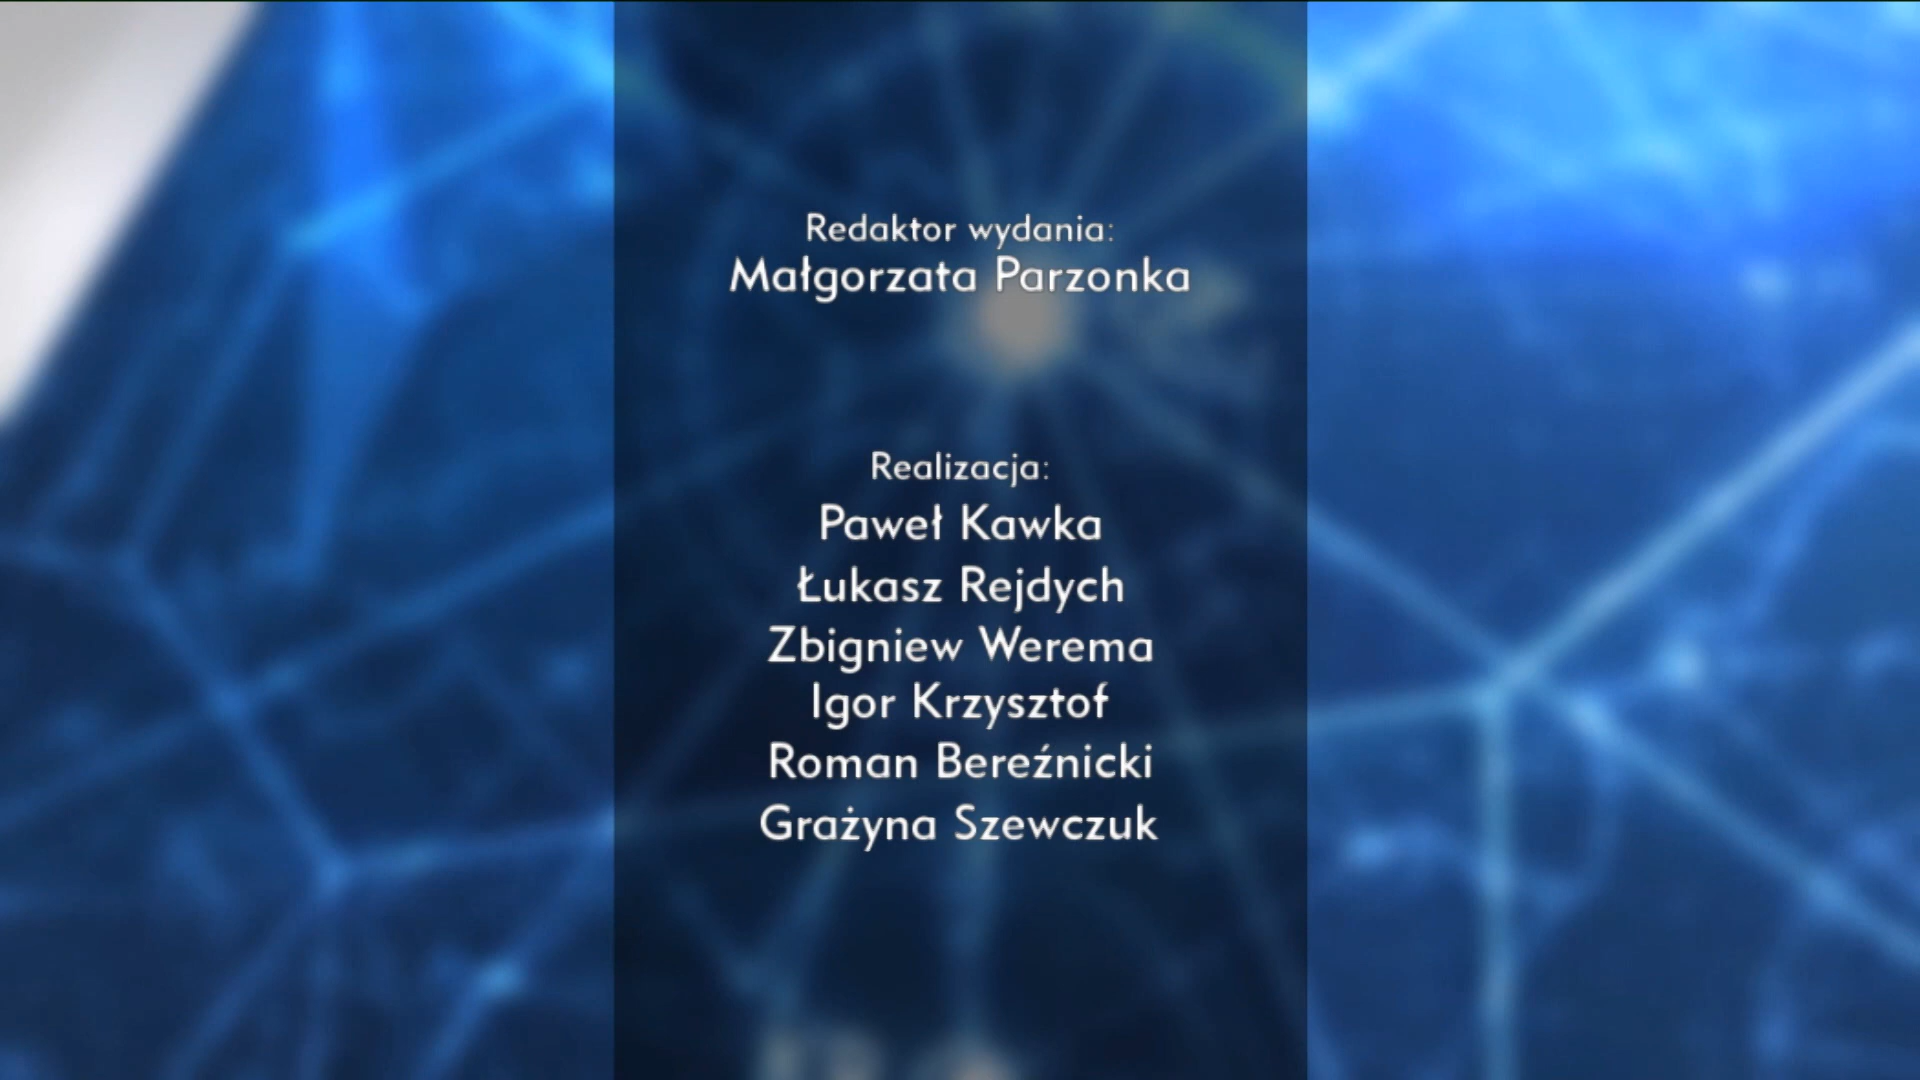 Redaktor wydania:
Małgorzata Parzonka
Realizacja:
Paweł Kawka
Łukasz Rejdych
Zbigniew Werema
Igor Krzysztof
Roman Bereźnicki
Grażyna Szewczuk